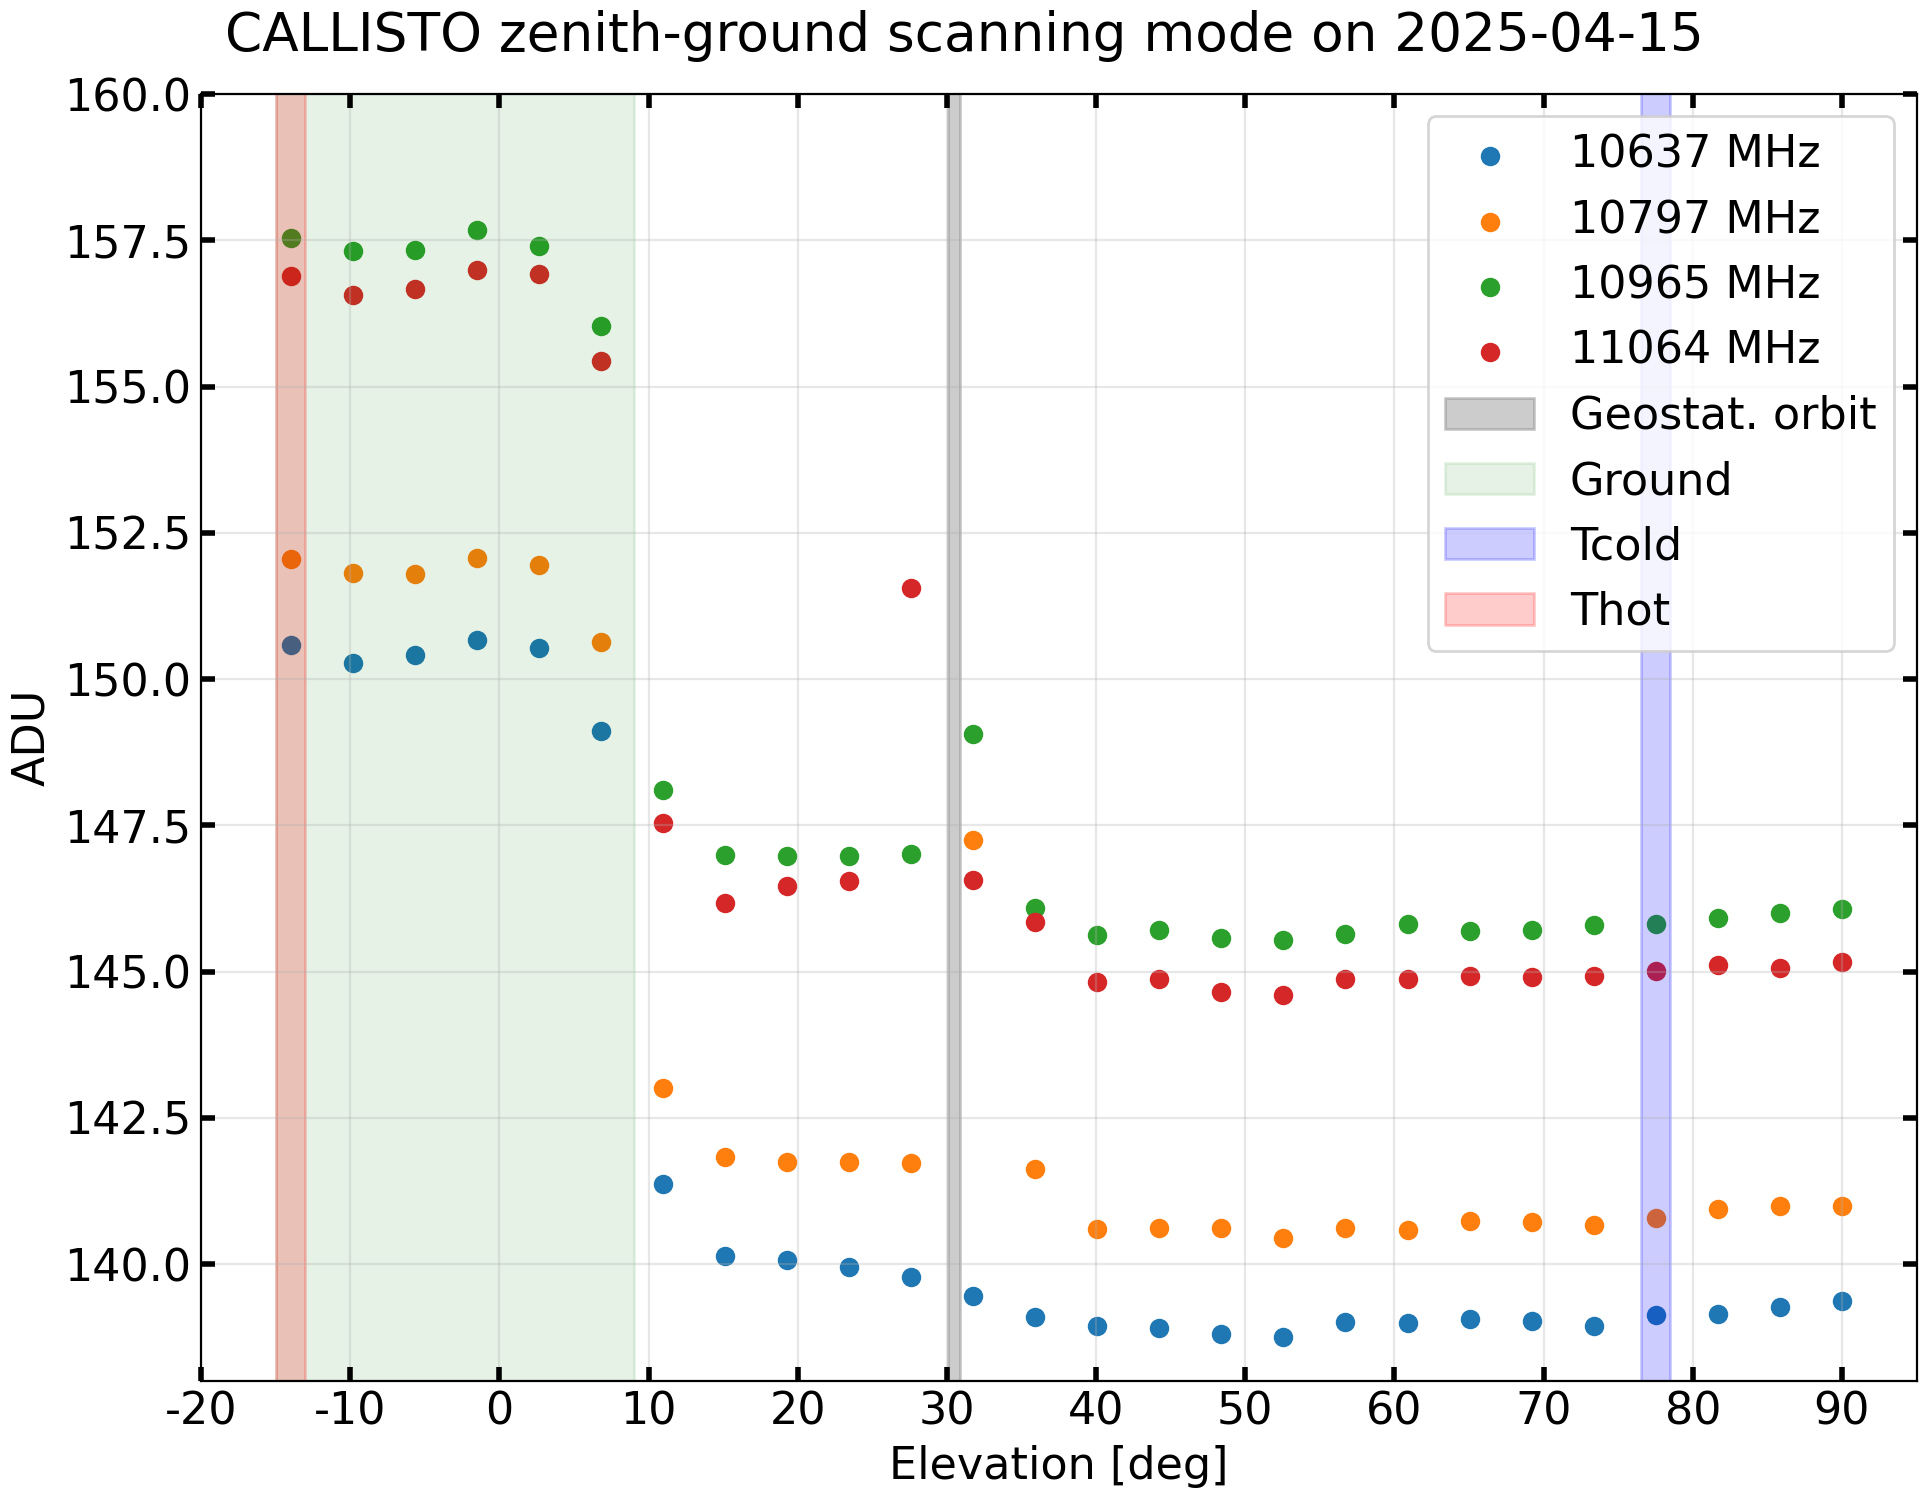 CALLISTO zenith-ground scanning mode on 2025-04-15
160.0
157.5
155.0
152.5
150.0
147.5
145.0
142.5
140.0
ADU
10637 MHz
10797 MHz
10965 MHz
11064 MHz
Geostat. orbit
Ground
Tcold
Thot
-20 -10 0 10 20 30 40 50 60 70 80 90
Elevation [deg]